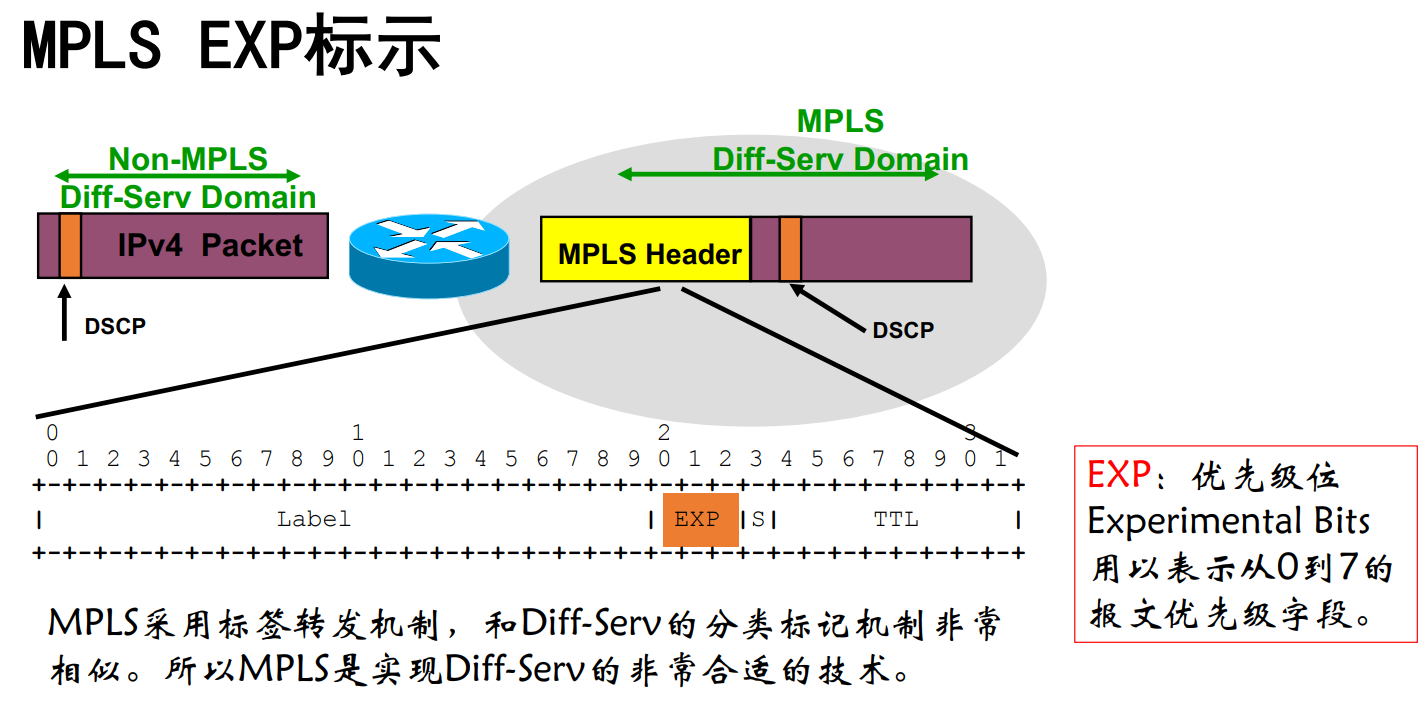 MPLS EXP标示
Non-MPLS
Diff-Serv Domain
MPLS
Diff-Serv Domain
IPv4 Packet
MPLS Header
DSCP
DSCP
0 1 2 3
0 1 2 3 4 5 6 7 8 9 0 1 2 3 4 5 6 7 8 9 0 1 2 3 4 5 6 7 8 9 0 1
+-+-+-+-+-+-+-+-+-+-+-+-+-+-+-+-+-+-+-+-+-+-+-+-+-+-+-+-+-+-+-+-+
| Label | EXP |S| TTL |
+-+-+-+-+-+-+-+-+-+-+-+-+-+-+-+-+-+-+-+-+-+-+-+-+-+-+-+-+-+-+-+-+
EXP：优先级位
Experimental Bits
用以表示从0到7的
报文优先级字段。
MPLS采用标签转发机制，和Diff-Serv的分类标记机制非常
相似。所以MPLS是实现Diff-Serv的非常合适的技术。